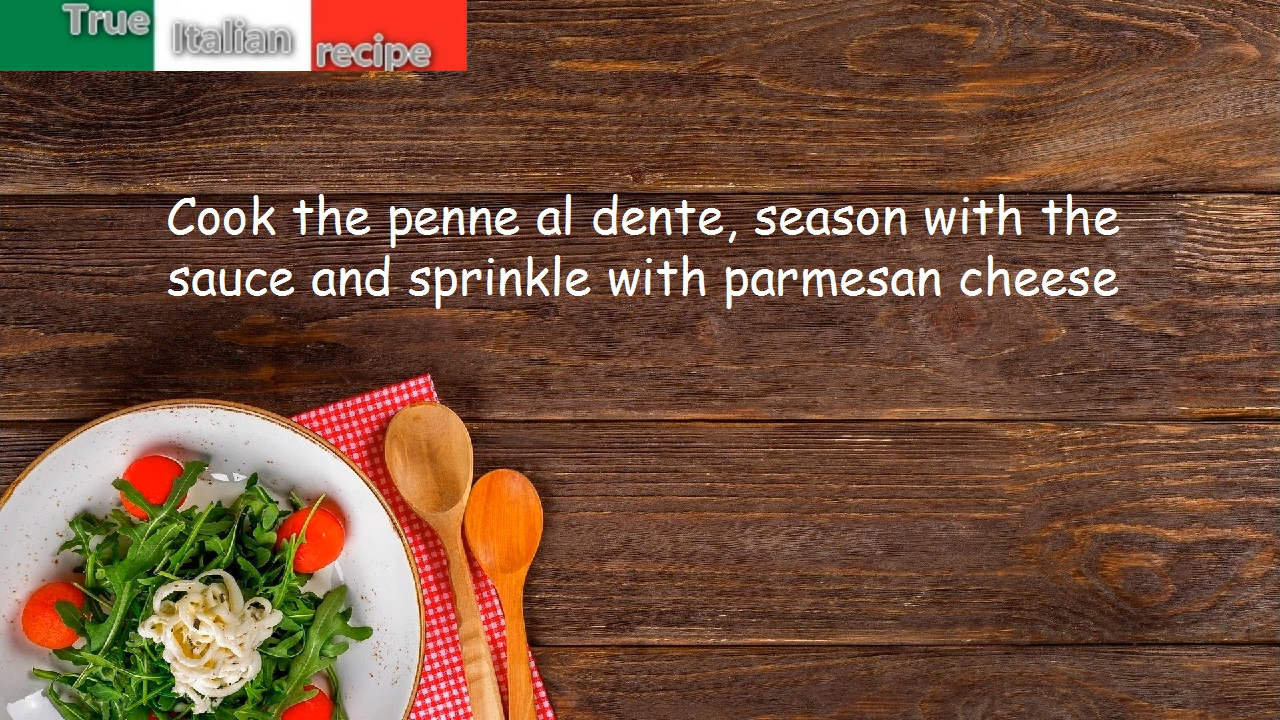 True Italian recipe
Cook the penne al dente, season with the
sauce and sprinkle with parmesan cheese